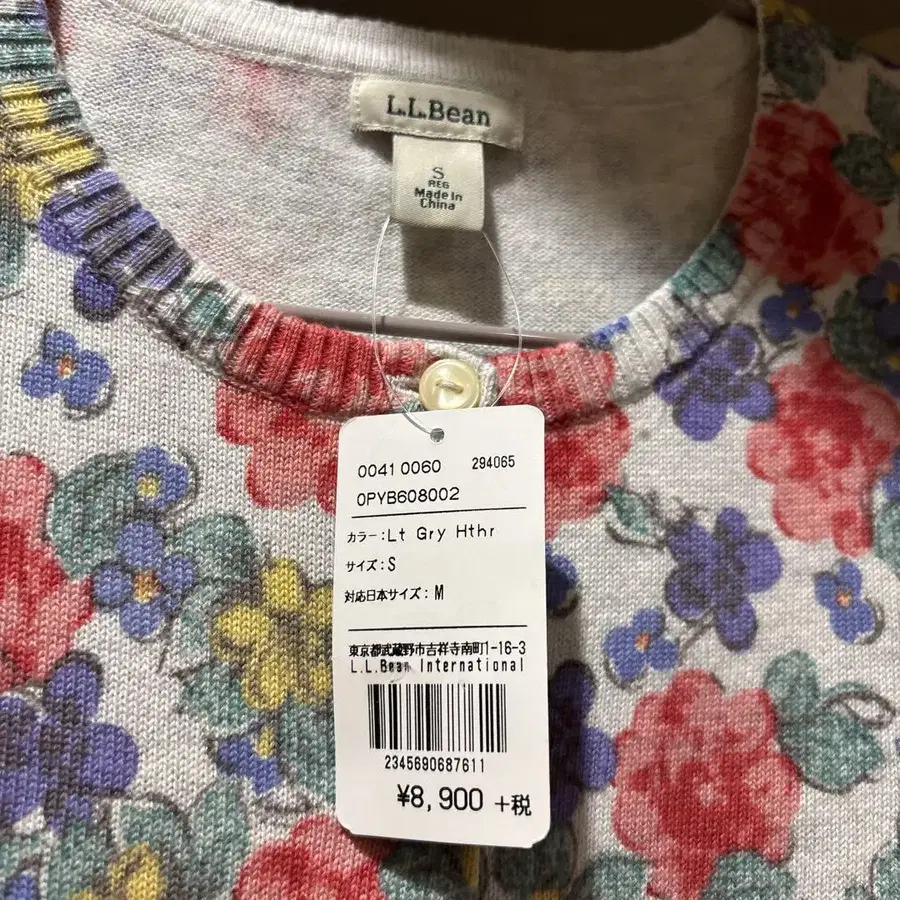 L.L.Bean
S
REG
Made in
China
0041 0060 294065
0PYB608002
カラー:Lt Gry Hthr
サイズ:S
対応日本サイズ: M
東京都武蔵野市吉祥寺南町1-16-3
L.L.Bean International
2345690687611
¥8,900 +税